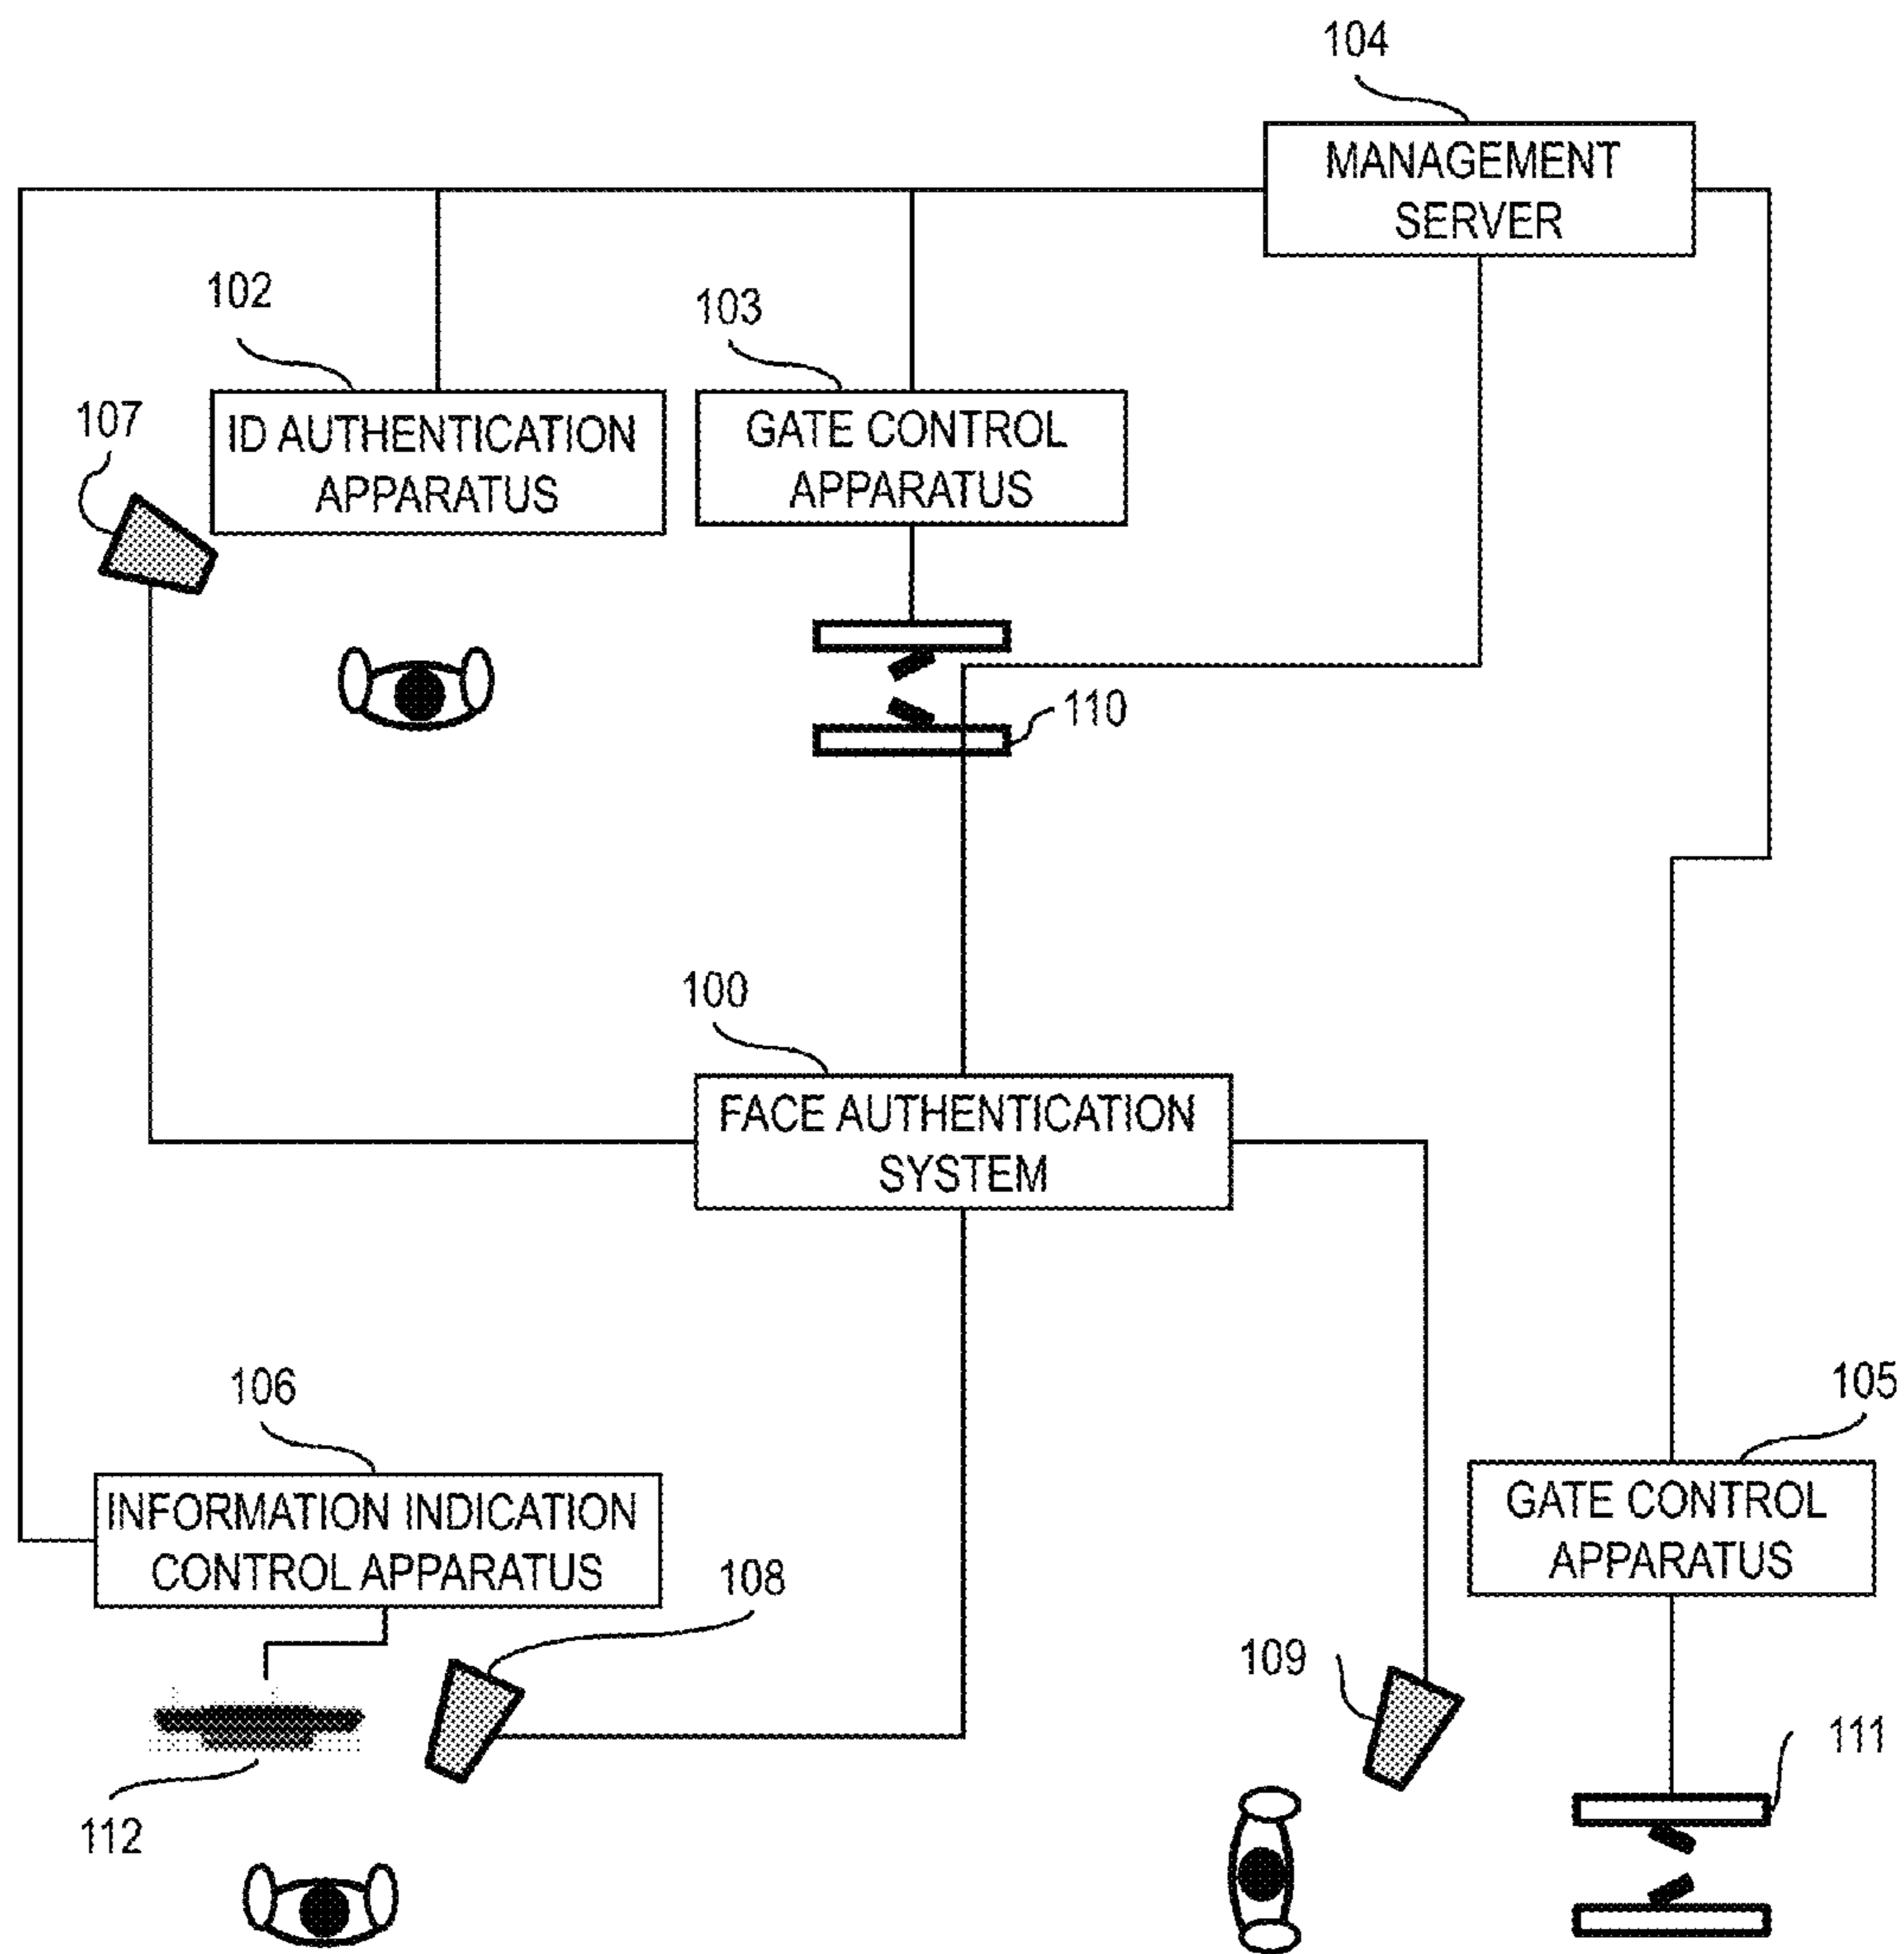 104
MANAGEMENT
SERVER
102
103
107
ID AUTHENTICATION
APPARATUS
GATE CONTROL
APPARATUS
110
100
FACE AUTHENTICATION
SYSTEM
106
105
INFORMATION INDICATION
CONTROL APPARATUS
GATE CONTROL
APPARATUS
108
109
111
112